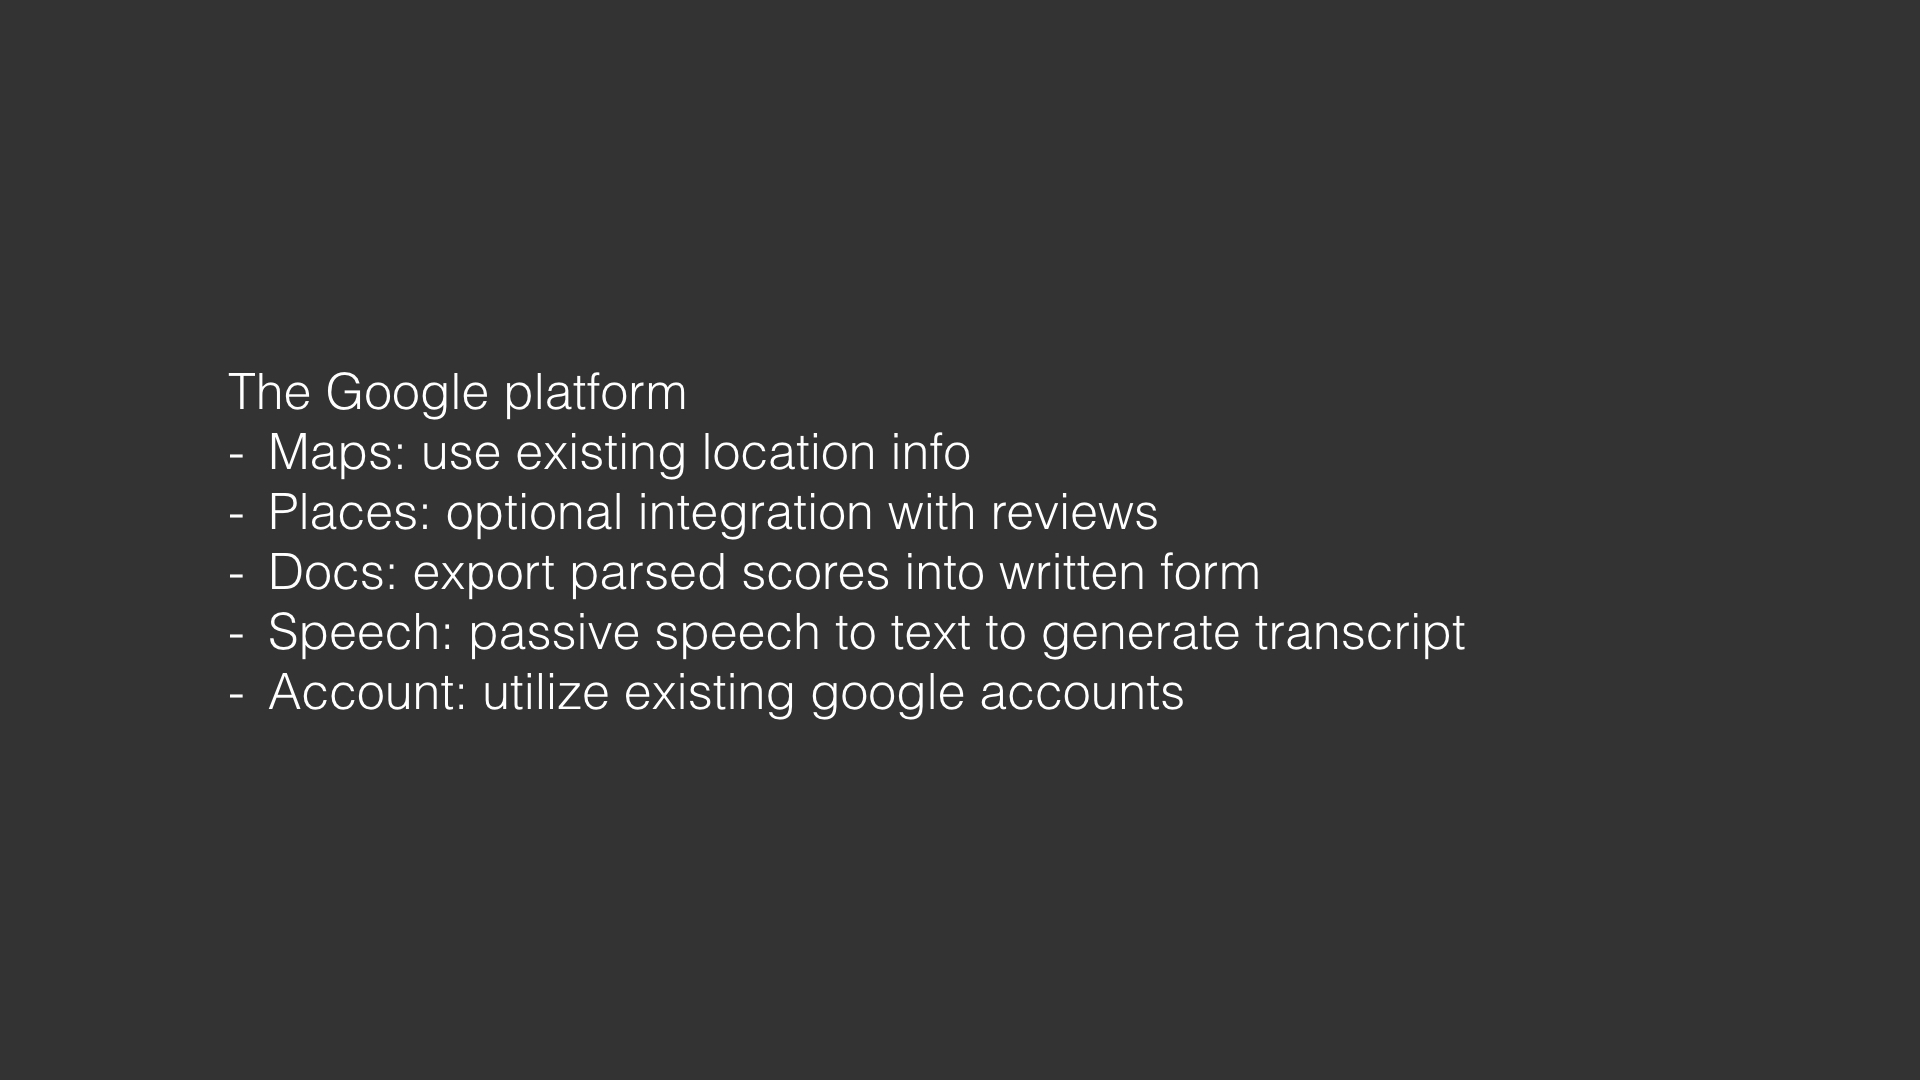 The Google platform
- Maps: use existing location info
- Places: optional integration with reviews
- Docs: export parsed scores into written form
- Speech: passive speech to text to generate transcript
- Account: utilize existing google accounts